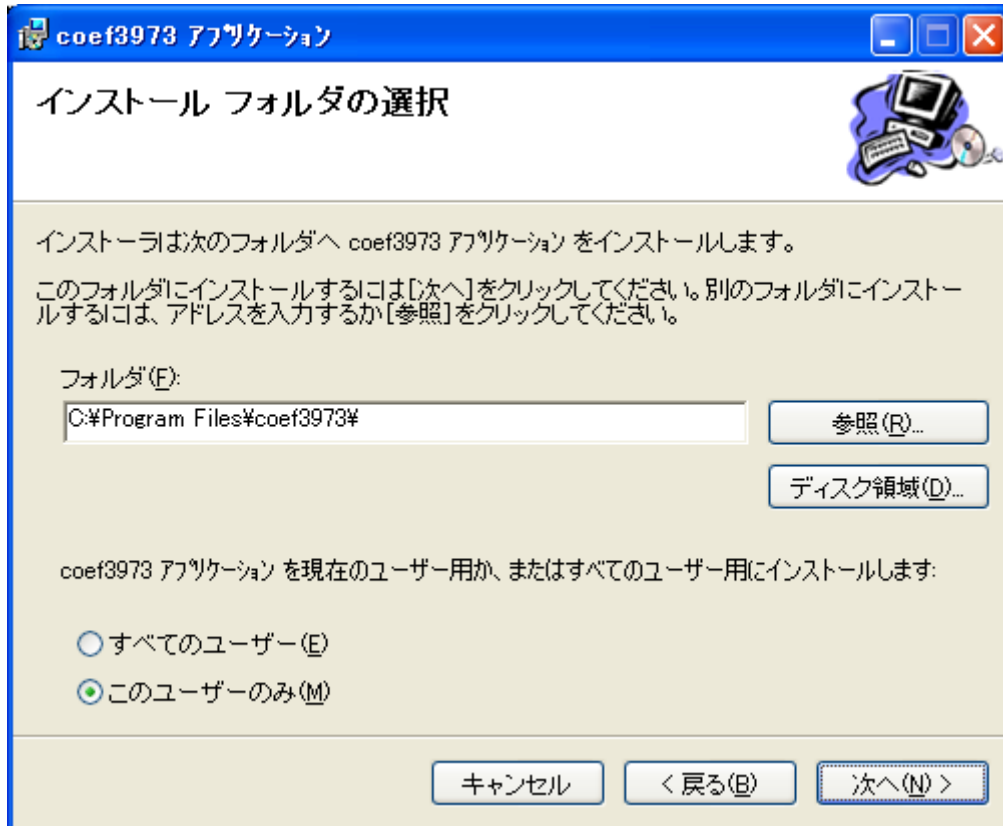 coef3973 アプリケーション
インストール フォルダの選択
インストーラは次のフォルダへ coef3973 アプリケーション をインストールします。
このフォルダにインストールするには[次へ]をクリックしてください。別のフォルダにインストー
ルするには、アドレスを入力するか[参照]をクリックしてください。
フォルダ(F):
C:¥Program Files¥coef3973¥
参照(R)...
ディスク領域(D)...
coef3973 アプリケーション を現在のユーザー用か、またはすべてのユーザー用にインストールします:
すべてのユーザー(E)
このユーザーのみ(M)
キャンセル
< 戻る(B)
次へ(N) >